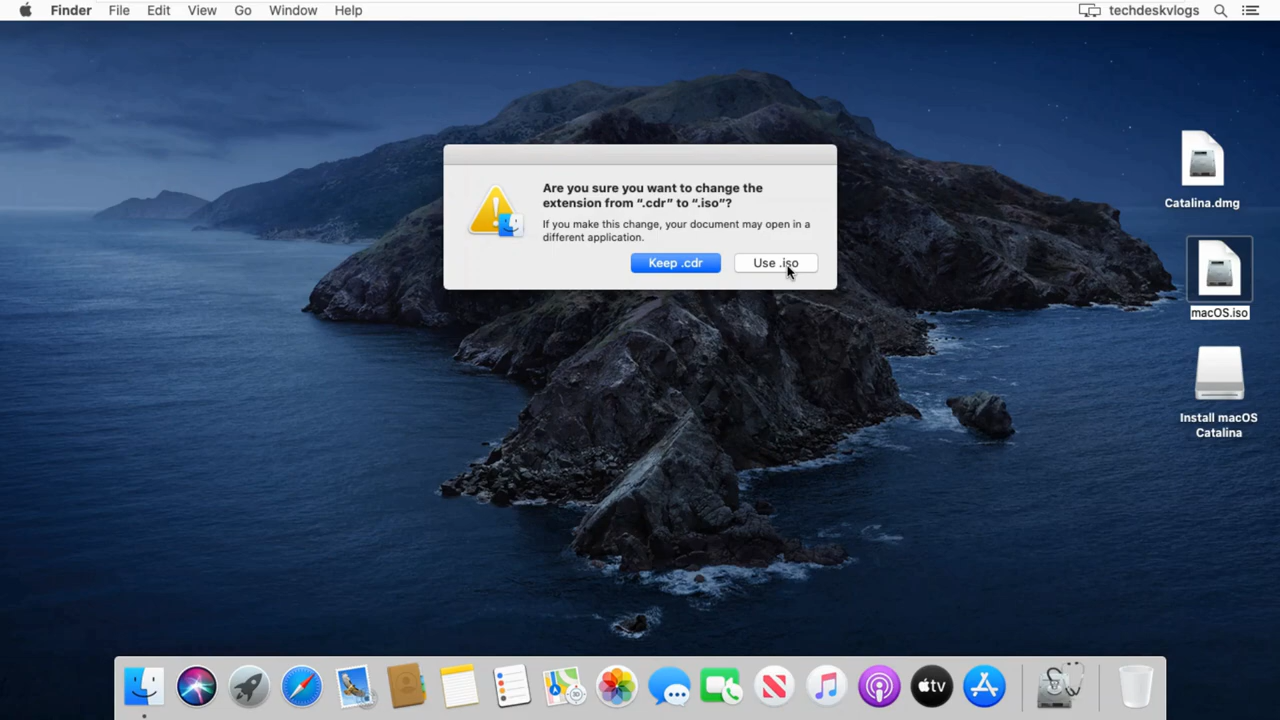 Finder File Edit View Go Window Help techdeskvlogs
Are you sure you want to change the
extension from “.cdr” to “.iso”?
If you make this change, your document may open in a
different application.
Keep .cdr Use .iso
Catalina.dmg
macOS.iso
Install macOS
Catalina
tv